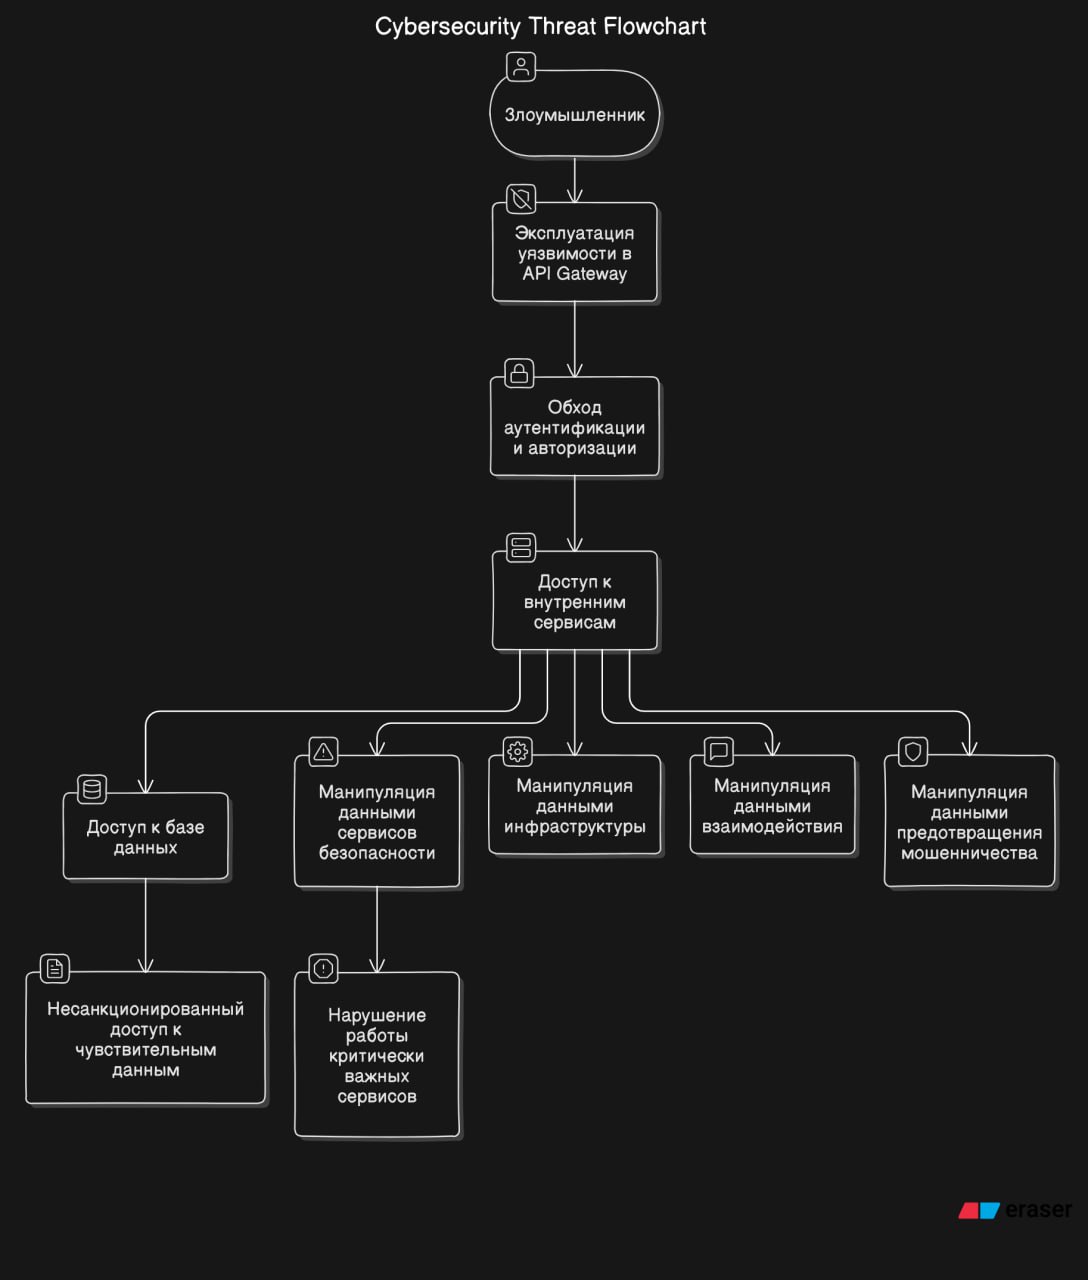 Cybersecurity Threat Flowchart
Злоумышленник
Эксплуатация
уязвимости в
API Gateway
Обход
аутентификации
и авторизации
Доступ к
внутренним
сервисам
Доступ к базе
данных
Манипуляция
данными
сервисов
безопасности
Манипуляция
данными
инфраструктуры
Манипуляция
данными
взаимодействия
Манипуляция
данными
предотвращения
мошенничества
Несанкционированный
доступ к
чувствительным
данным
Нарушение
работы
критически
важных
сервисов
eraser